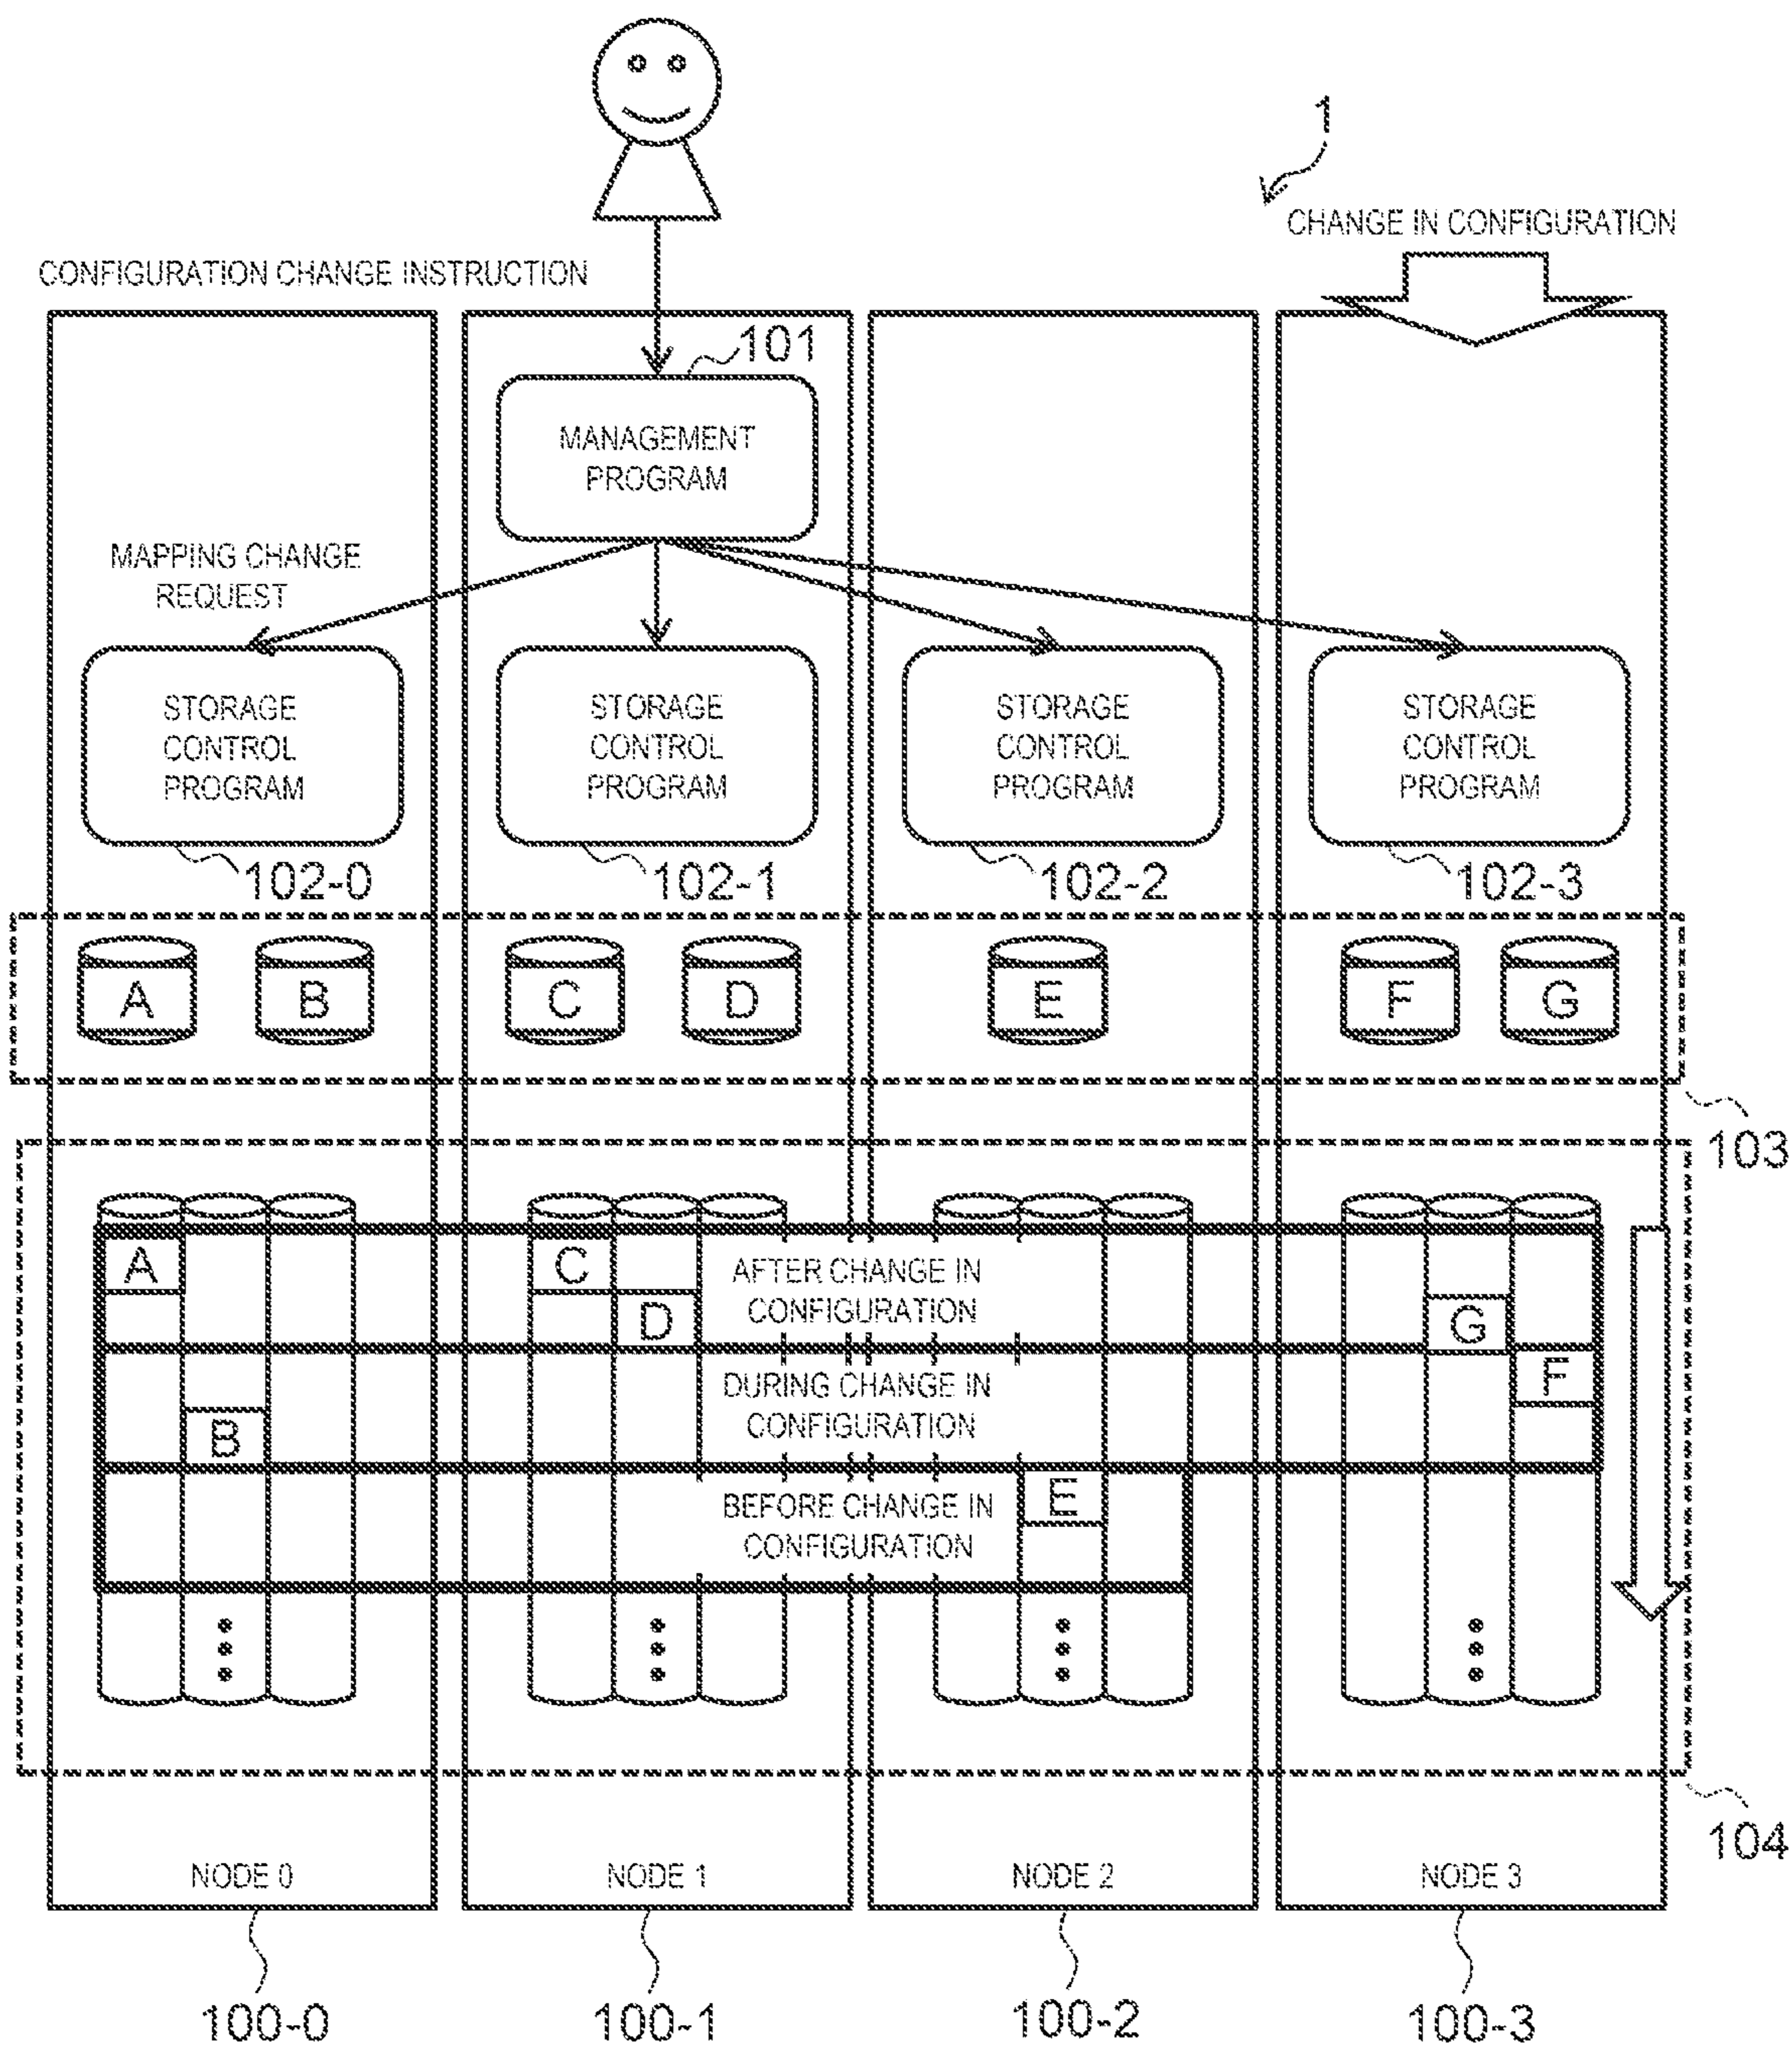 1
CHANGE IN CONFIGURATION
CONFIGURATION CHANGE INSTRUCTION
101
MANAGEMENT
PROGRAM
MAPPING CHANGE
REQUEST
STORAGE
CONTROL
PROGRAM
STORAGE
CONTROL
PROGRAM
STORAGE
CONTROL
PROGRAM
STORAGE
CONTROL
PROGRAM
102-0
102-1
102-2
102-3
A
B
C
D
E
F
G
103
A
C
D
AFTER CHANGE IN
CONFIGURATION
G
F
B
DURING CHANGE IN
CONFIGURATION
E
BEFORE CHANGE IN
CONFIGURATION
104
NODE 0
NODE 1
NODE 2
NODE 3
100-0
100-1
100-2
100-3